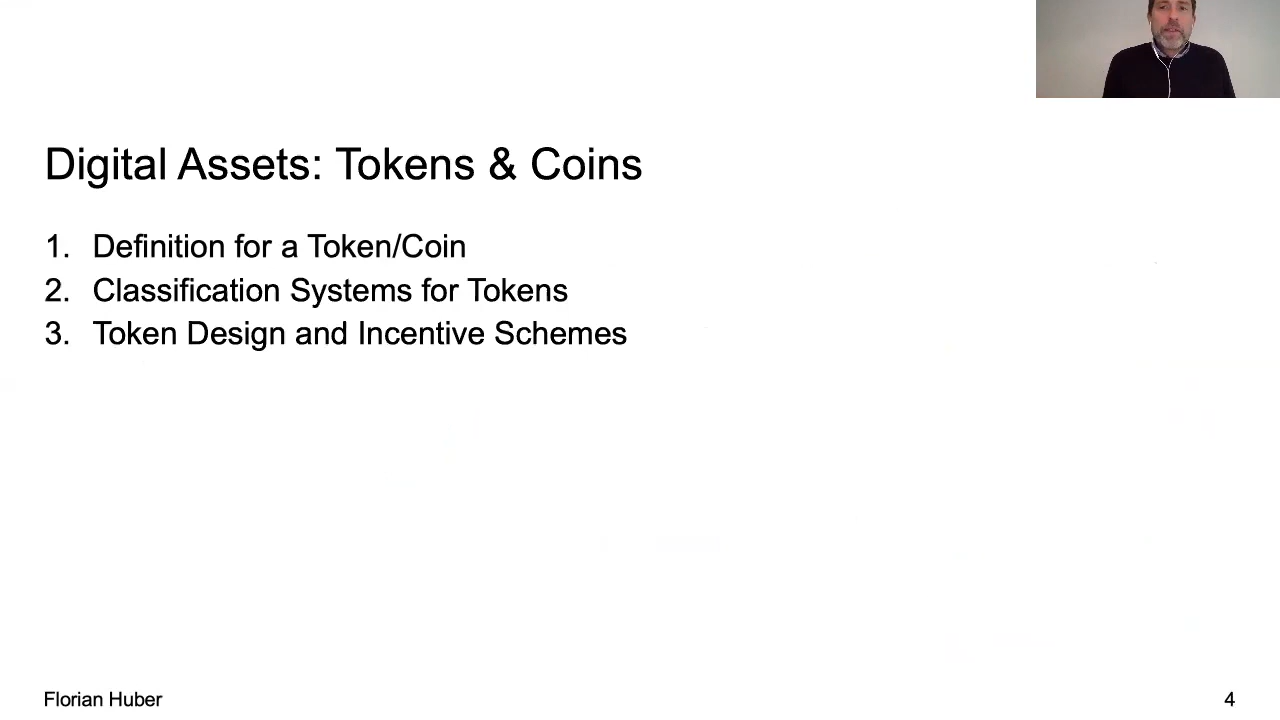 Digital Assets: Tokens & Coins
1. Definition for a Token/Coin
2. Classification Systems for Tokens
3. Token Design and Incentive Schemes
Florian Huber
4